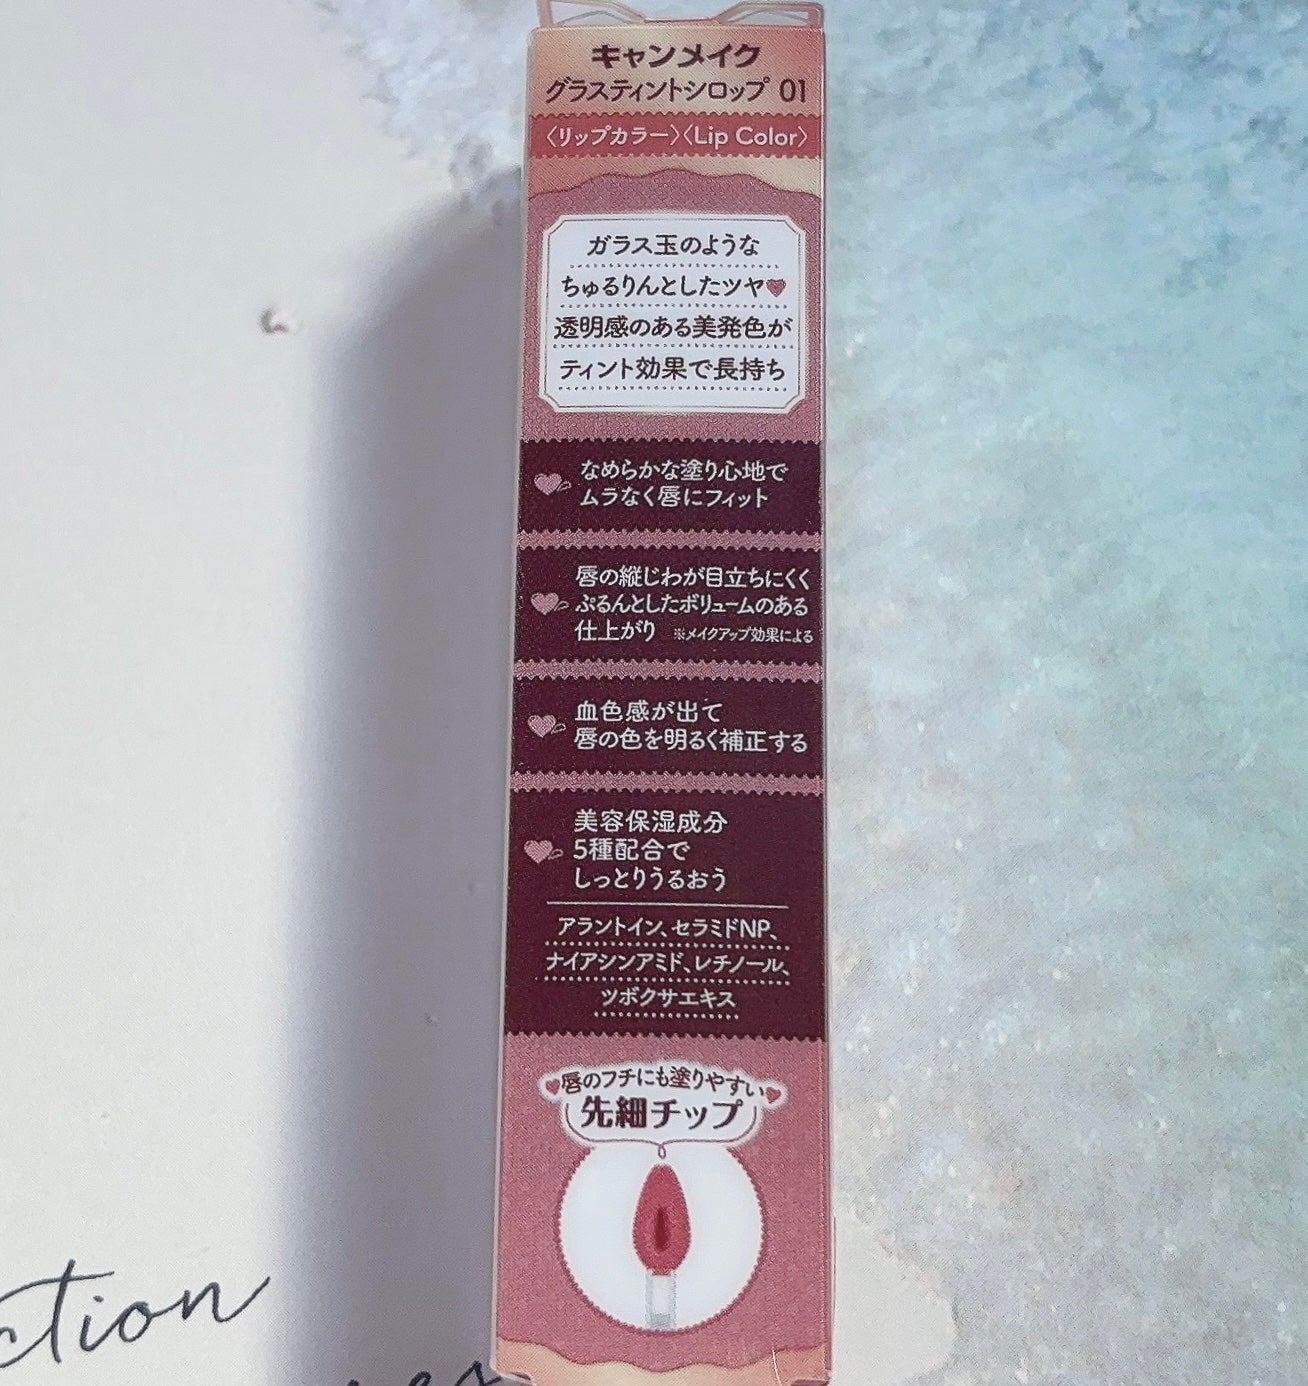 キャンメイク
グラスティントシロップ 01
〈リップカラー〉〈Lip Color〉
ガラス玉のような
ちゅるりんとしたツヤ♥
透明感のある美発色が
ティント効果で長持ち
なめらかな塗り心地で
ムラなく唇にフィット
唇の縦じわが目立ちにくく
ぷるんとしたボリュームのある
仕上がり ※メイクアップ効果による
血色感が出て
唇の色を明るく補正する
美容保湿成分
5種配合で
しっとりうるおう
アラントイン、セラミドNP、
ナイアシンアミド、レチノール、
ツボクサエキス
唇のフチにも塗りやすい
先細チップ
ction